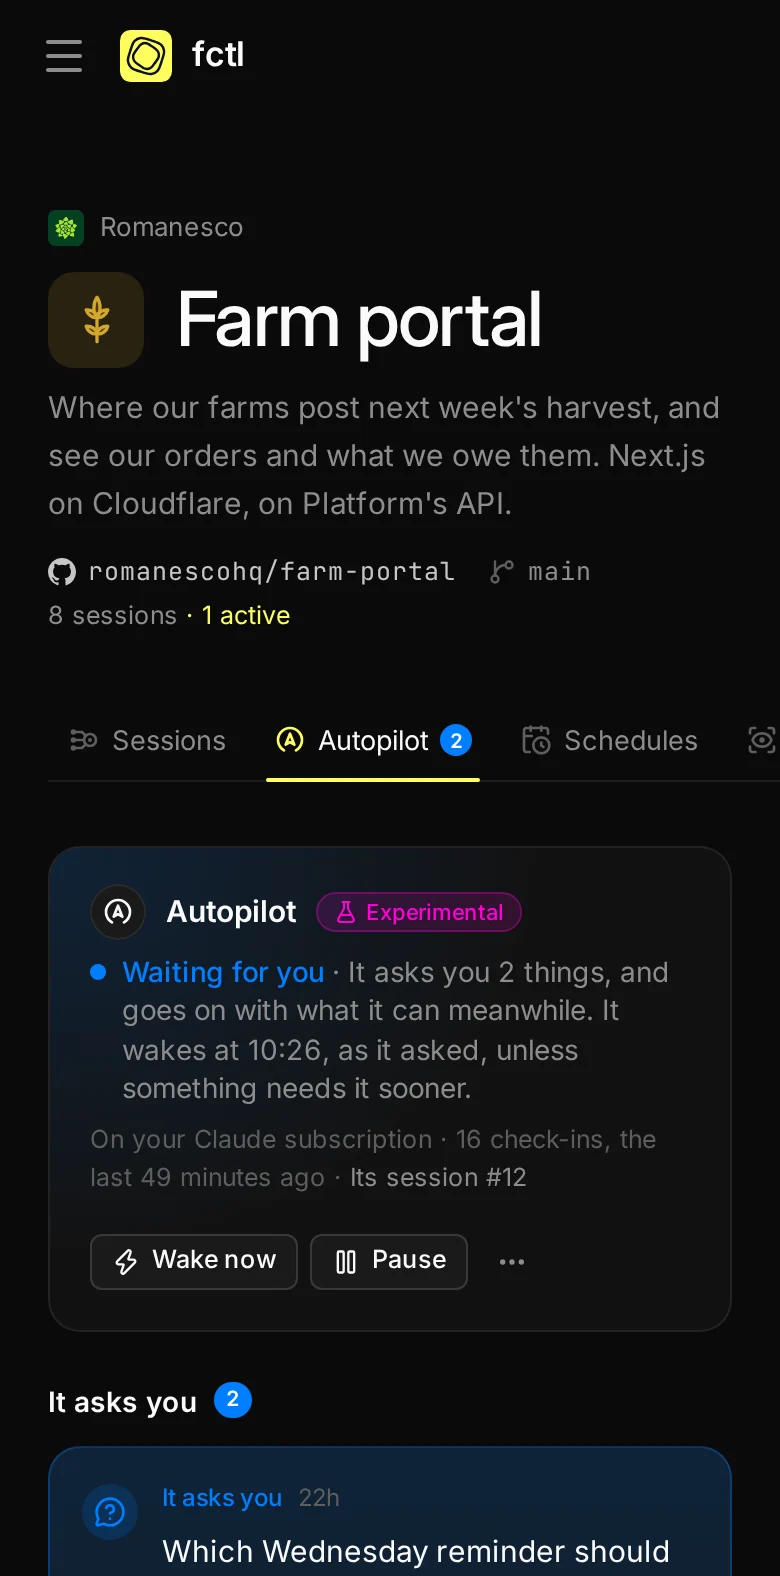 fctl
Romanesco
Farm portal
Where our farms post next week's harvest, and
see our orders and what we owe them. Next.js
on Cloudflare, on Platform's API.
romanescohq/farm-portal main
8 sessions · 1 active
Sessions Autopilot 2 Schedules
Autopilot Experimental
Waiting for you · It asks you 2 things, and
goes on with what it can meanwhile. It
wakes at 10:26, as it asked, unless
something needs it sooner.
On your Claude subscription · 16 check-ins, the
last 49 minutes ago · Its session #12
Wake now Pause
It asks you 2
It asks you 22h
Which Wednesday reminder should